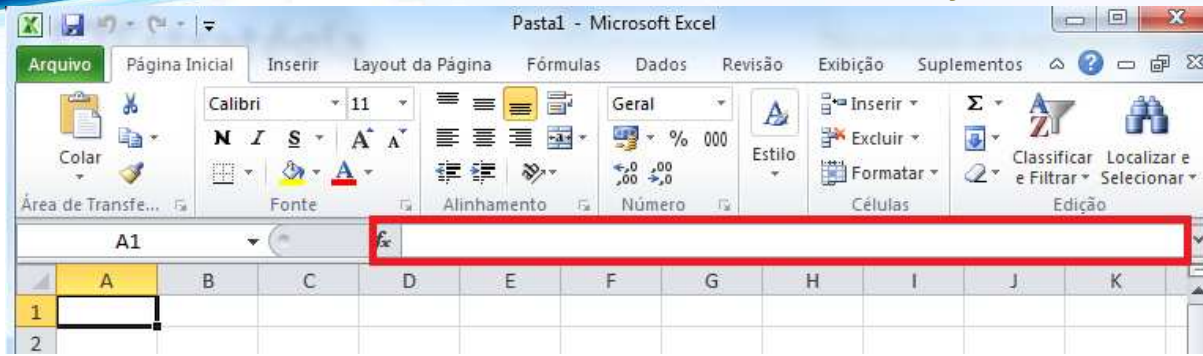 Pasta1 - Microsoft Excel
Arquivo Página Inicial Inserir Layout da Página Fórmulas Dados Revisão Exibição Suplementos
Calibri 11 Geral Inserir
N I S A A % 000 Excluir
Colar A ,00 ,0 Estilo Formatar Classificar e Filtrar Localizar e Selecionar
Área de Transfe... Fonte Alinhamento Número Células Edição
A1 fx
A B C D E F G H I J K
1
2